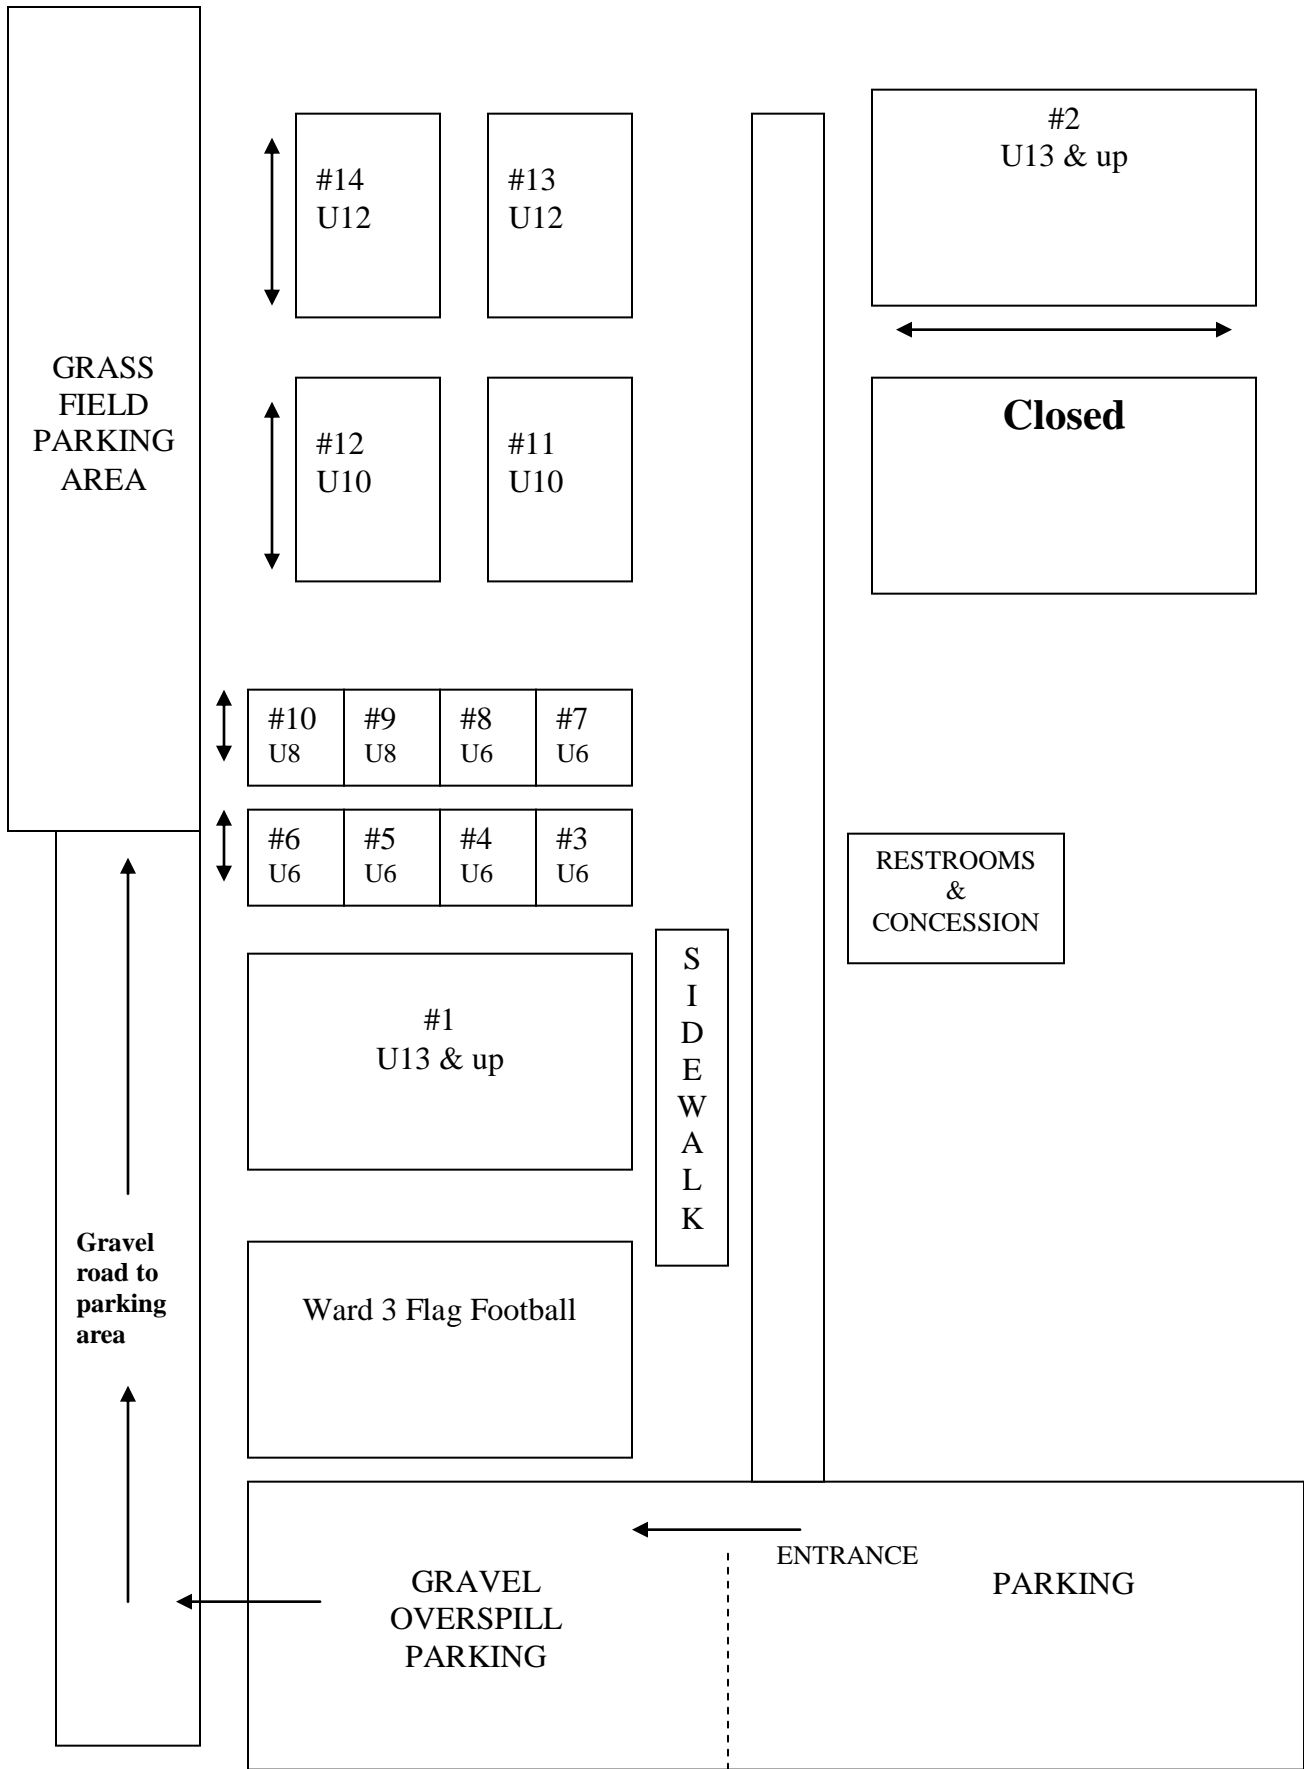 #2
U13 & up
#14
U12
#13
U12
GRASS
FIELD
PARKING
AREA
#12
U10
#11
U10
Closed
#10
U8
#9
U8
#8
U6
#7
U6
#6
U6
#5
U6
#4
U6
#3
U6
RESTROOMS
&
CONCESSION
S
I
D
E
W
A
L
K
#1
U13 & up
Gravel
road to
parking
area
Ward 3 Flag Football
ENTRANCE
GRAVEL
OVERSPILL
PARKING
PARKING